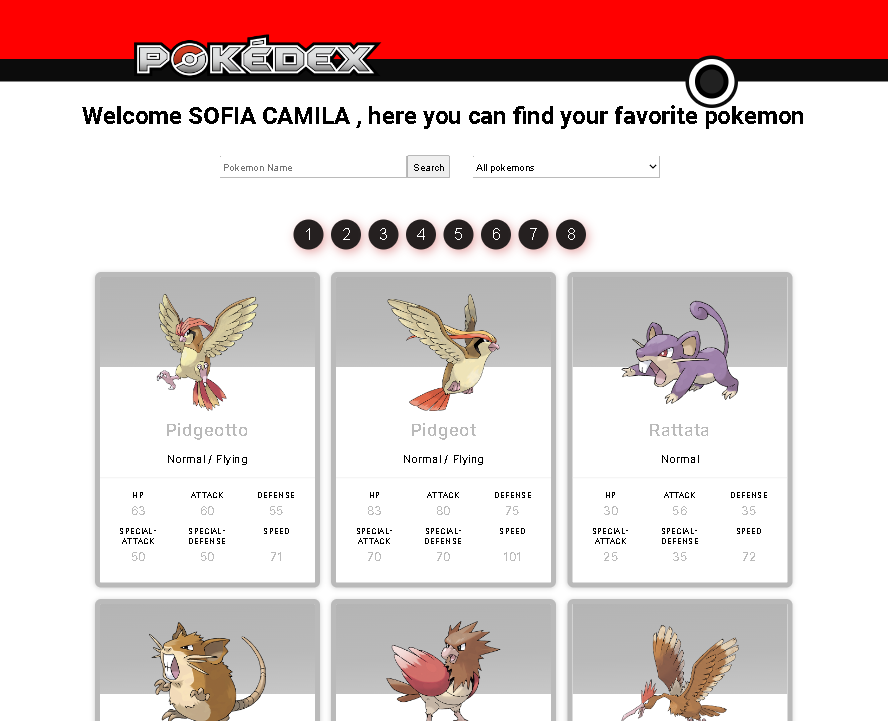 POKÉDEX
Welcome SOFIA CAMILA , here you can find your favorite pokemon
Pokemon Name Search All pokemons
1 2 3 4 5 6 7 8
Pidgeotto Pidgeot Rattata
Normal / Flying Normal / Flying Normal
HP ATTACK DEFENSE HP ATTACK DEFENSE HP ATTACK DEFENSE
63 60 55 83 80 75 30 56 35
SPECIAL- SPECIAL- SPEED SPECIAL- SPECIAL- SPEED SPECIAL- SPECIAL- SPEED
ATTACK DEFENSE ATTACK DEFENSE ATTACK DEFENSE
50 50 71 70 70 101 25 35 72